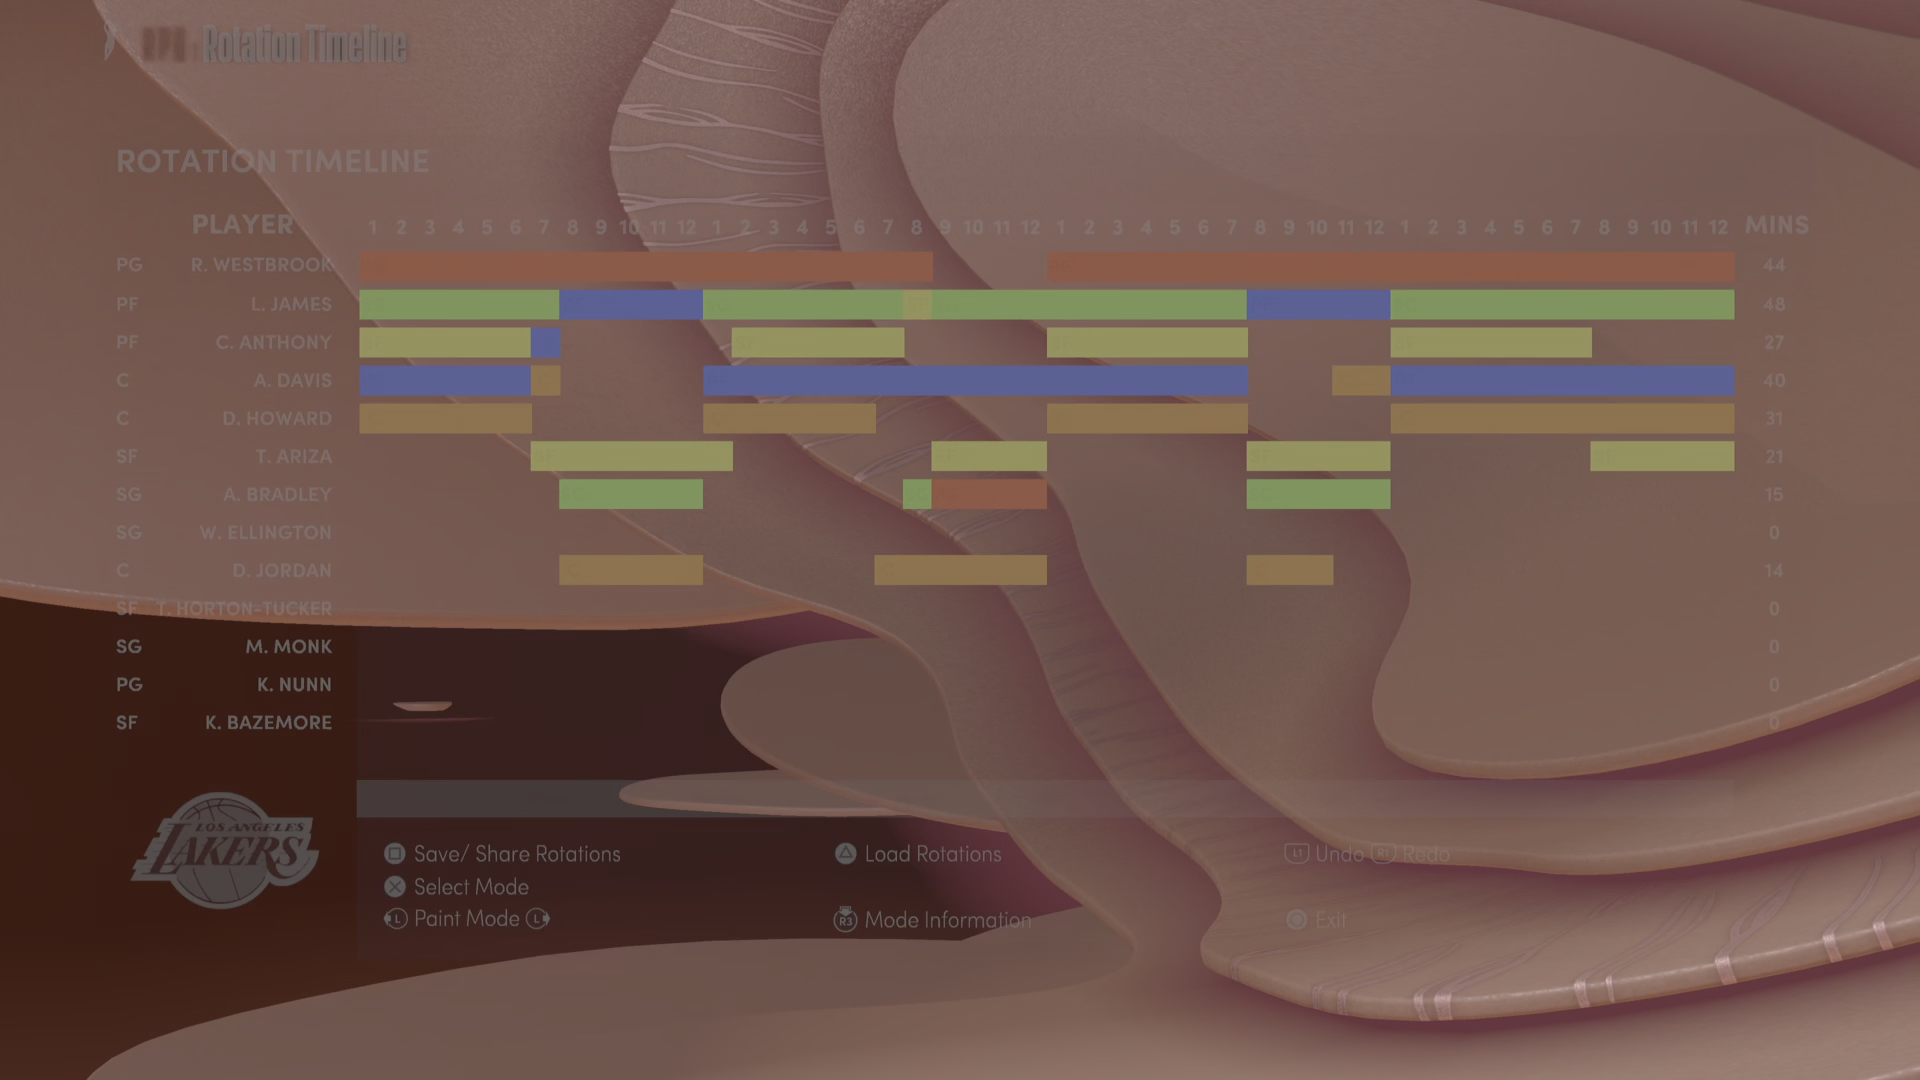 Rotation Timeline
ROTATION TIMELINE
PLAYER 1 2 3 4 5 6 7 8 9 10 11 12 1 2 3 4 5 6 7 8 9 10 11 12 1 2 3 4 5 6 7 8 9 10 11 12 1 2 3 4 5 6 7 8 9 10 11 12 MINS
PG R. WESTBROOK 44
PF L. JAMES 48
PF C. ANTHONY 27
C A. DAVIS 40
C D. HOWARD 31
SF T. ARIZA 21
SG A. BRADLEY 15
SG W. ELLINGTON 0
C D. JORDAN 14
SF T. HORTON-TUCKER 0
SG M. MONK 0
PG K. NUNN 0
SF K. BAZEMORE 0
LOS ANGELES
LAKERS
Save/ Share Rotations Load Rotations L1 Undo R1 Redo
Select Mode
L Paint Mode L R3 Mode Information Exit